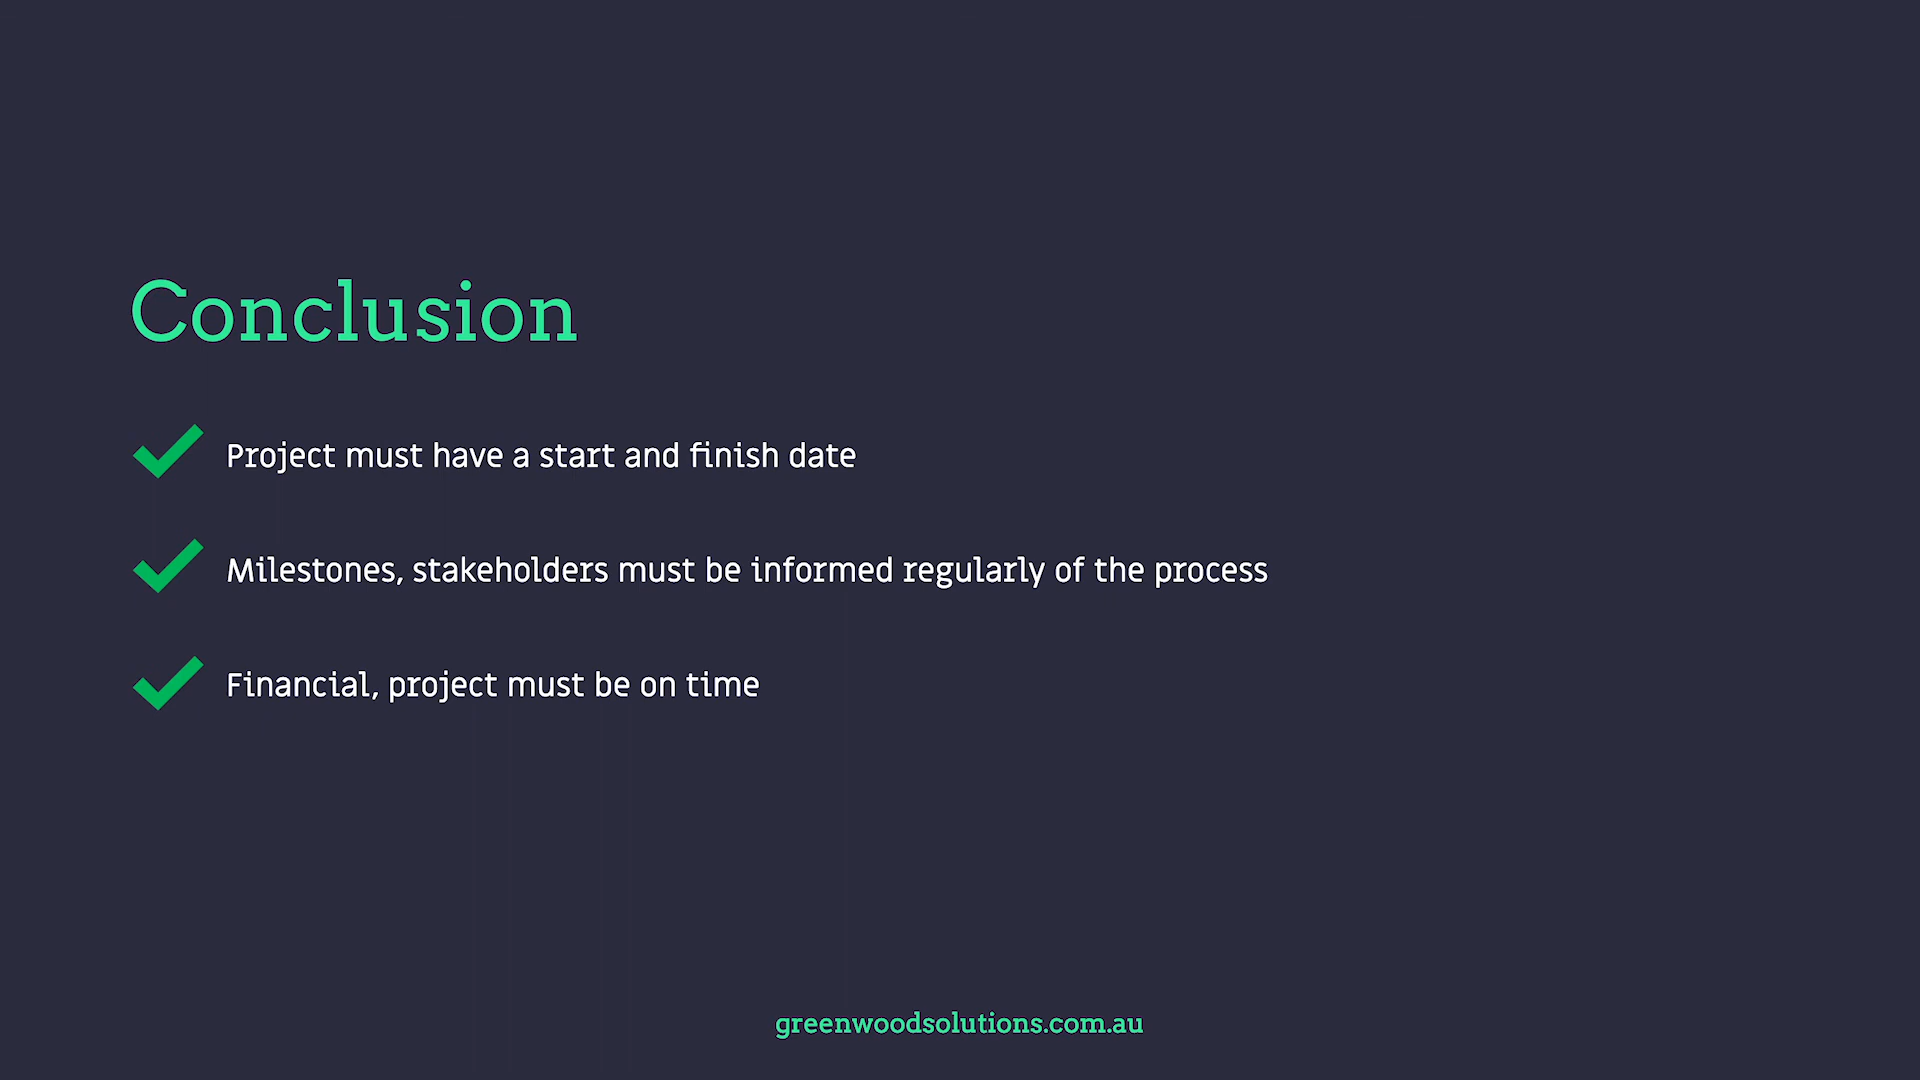 Conclusion
Project must have a start and finish date
Milestones, stakeholders must be informed regularly of the process
Financial, project must be on time
greenwoodsolutions.com.au